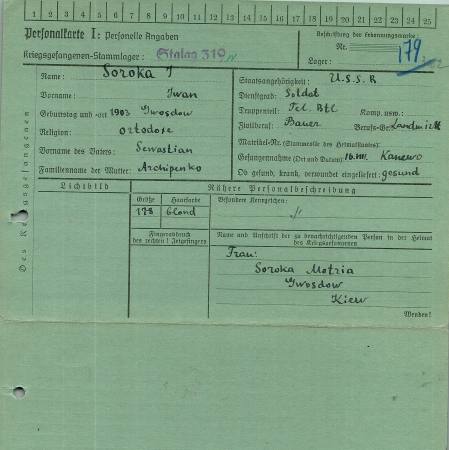 1 2 3 4 5 6 7 8 9 10 11 12 13 14 15 16 17 18 19 20 21 22 23 24 25
Personalkarte I: Personelle Angaben
Beschriftung der Erkennungsmarke:
Nr. 179
Kriegsgefangenen-Stammlager: Stalag 310 IV
Lager:
Des Kriegsgefangenen
Name: Soroka I
Vorname: Iwan
Geburtstag und -ort 1903 Gwosdow
Religion: ortodose
Vorname des Vaters: Sewastian
Familienname der Mutter: Archipenko
Staatsangehörigkeit: U.S.S.R
Dienstgrad: Soldat
Truppenteil: Tel. Btl Komp. usw.:
Zivilberuf: Bauer Berufs-Gr.:
Matrikel-Nr. (Stammrolle des Heimatstaates):
Gefangennahme (Ort und Datum): 16.VIII. Kanewo
Ob gesund, krank, verwundet eingeliefert: gesund
Lichtbild
Nähere Personalbeschreibung
Größe Haarfarbe Besondere Kennzeichen:
178 blond ./.
Fingerabdruck
des rechten ! Zeigefingers
Name und Anschrift der zu benachrichtigenden Person in der Heimat
des Kriegsgefangenen
Frau:
Soroka Motria
Gwosdow
Kiew
Wenden!